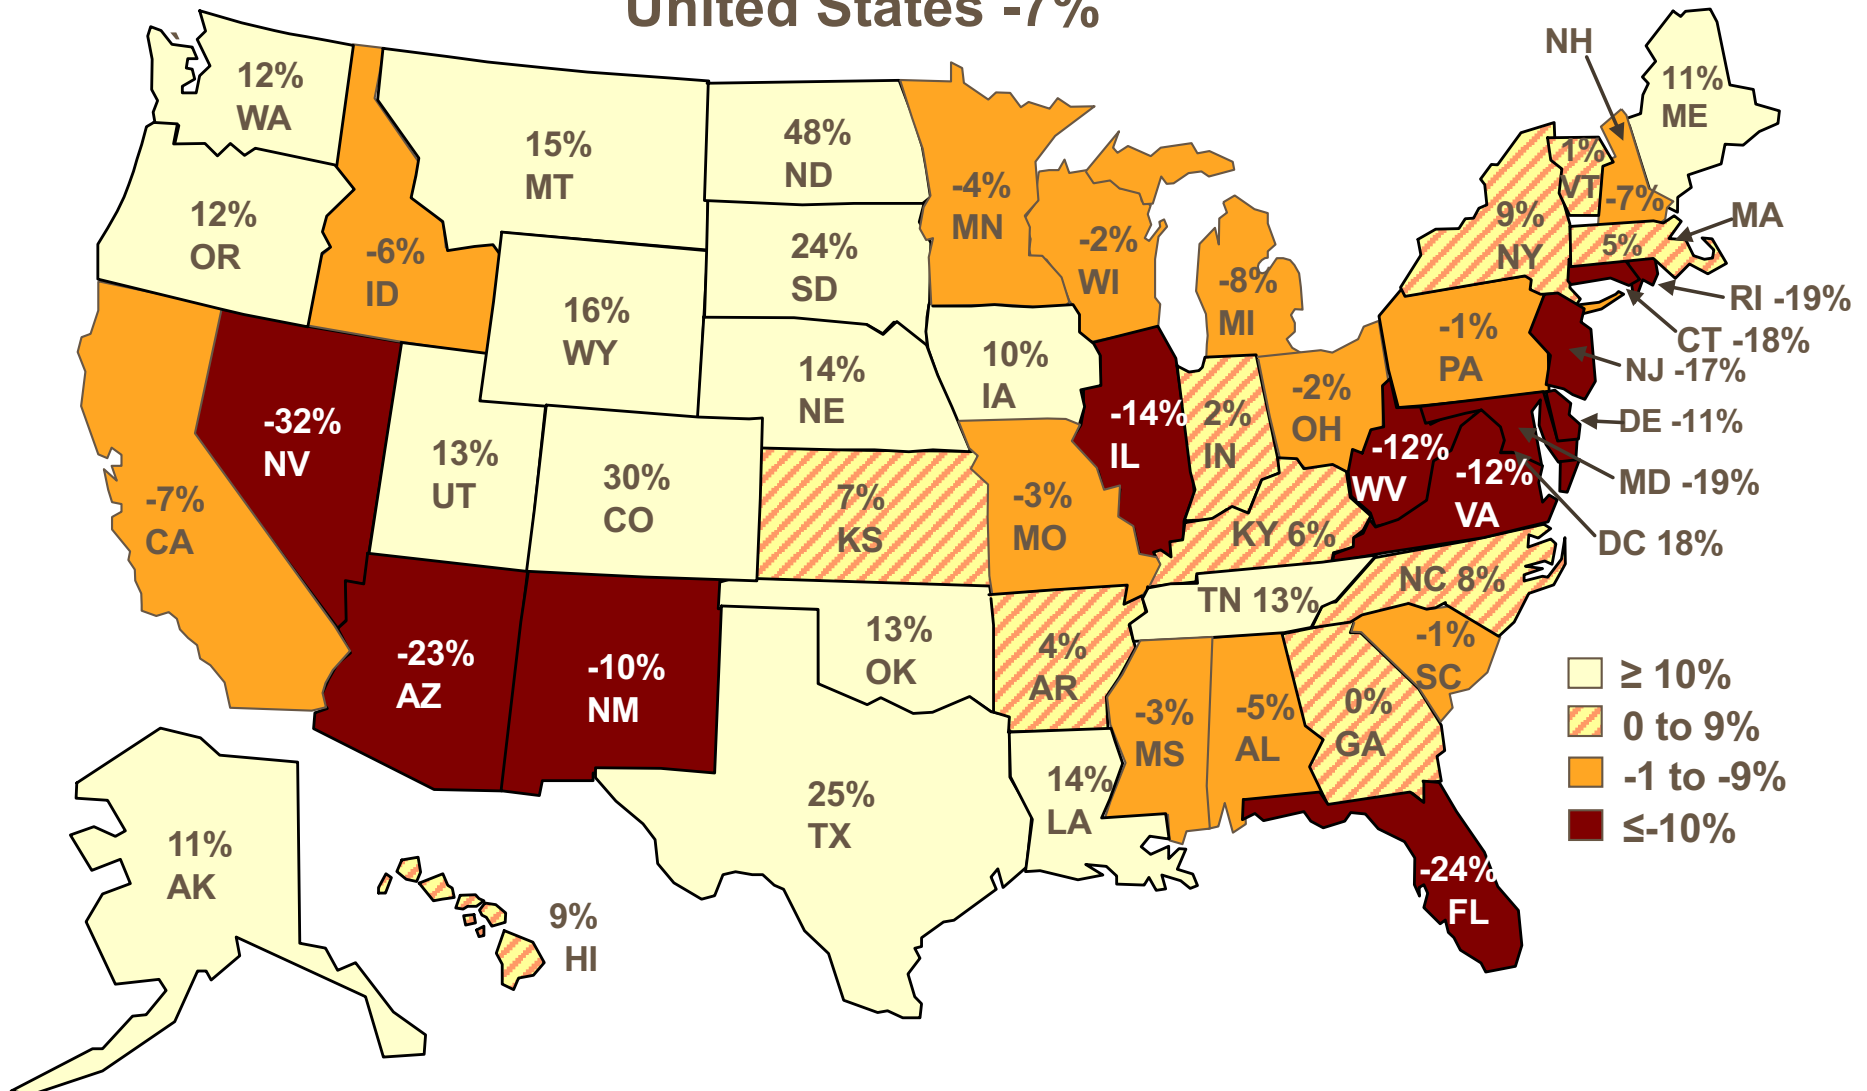 United States -7%
12%
WA
12%
OR
-6%
ID
15%
MT
48%
ND
-4%
MN
24%
SD
16%
WY
-2%
WI
-8%
MI
NH
11%
ME
1%
VT
-7%
9%
NY
MA
5%
RI -19%
CT -18%
NJ -17%
-1%
PA
DE -11%
MD -19%
DC 18%
-32%
NV
-7%
CA
13%
UT
30%
CO
14%
NE
10%
IA
7%
KS
-3%
MO
-14%
IL
2%
IN
-2%
OH
-12%
WV
-12%
VA
KY 6%
TN 13%
NC 8%
-1%
SC
-23%
AZ
-10%
NM
13%
OK
4%
AR
25%
TX
14%
LA
-3%
MS
-5%
AL
0%
GA
-24%
FL
11%
AK
9%
HI
≥ 10%
0 to 9%
-1 to -9%
≤-10%